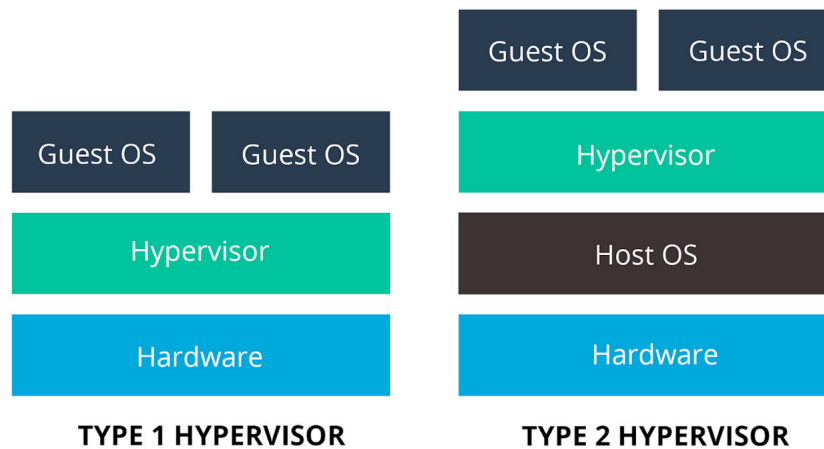 Guest OS Guest OS
Hypervisor
Hardware
TYPE 1 HYPERVISOR
Guest OS Guest OS
Hypervisor
Host OS
Hardware
TYPE 2 HYPERVISOR